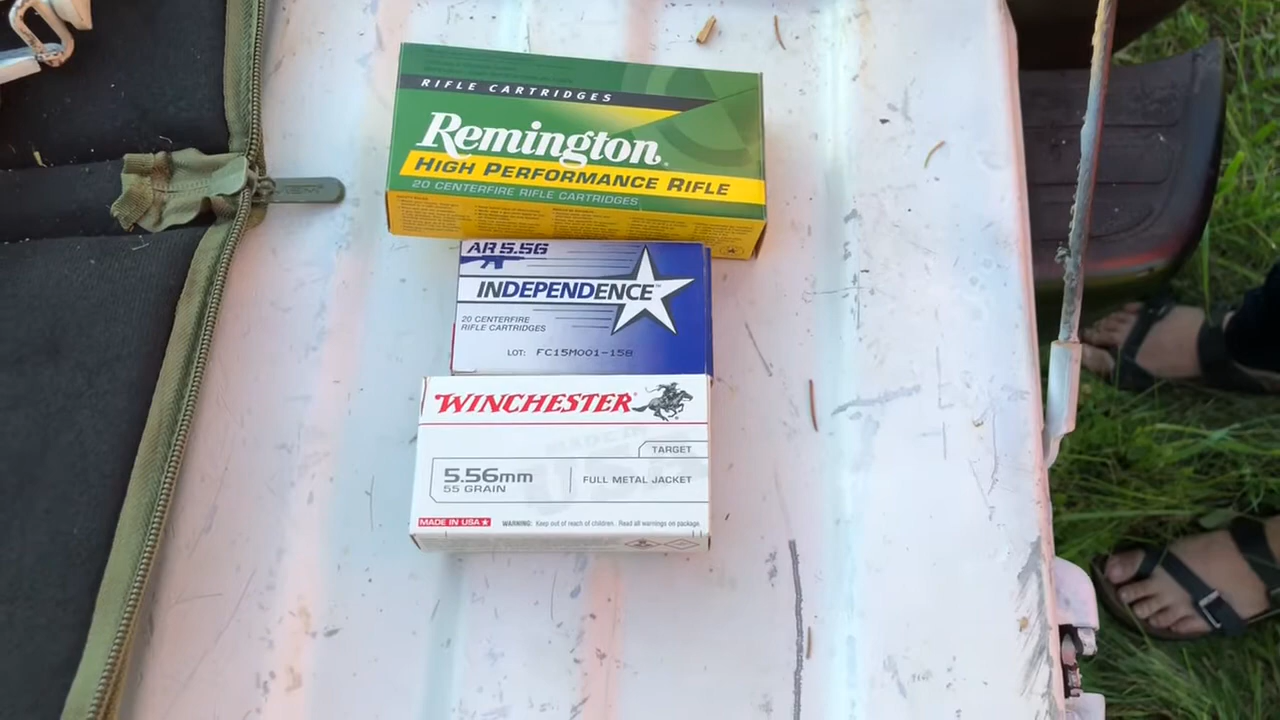 RIFLE CARTRIDGES
Remington
HIGH PERFORMANCE RIFLE
20 CENTERFIRE RIFLE CARTRIDGES
AR 5.56
INDEPENDENCE™
20 CENTERFIRE
RIFLE CARTRIDGES
LOT: FC15M001-158
WINCHESTER
TARGET
5.56mm
55 GRAIN
FULL METAL JACKET
MADE IN USA★ WARNING: Keep out of reach of children. Read all warnings on package.